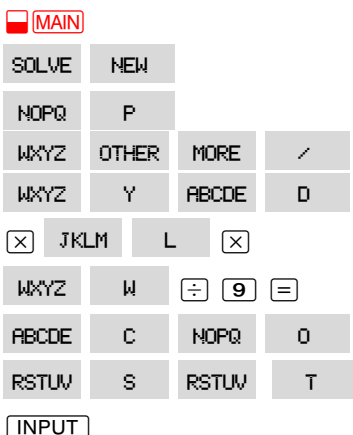 MAIN
SOLVE NEW
NOPQ P
WXYZ OTHER MORE /
WXYZ Y ABCDE D
× JKLM L ×
WXYZ W ÷ 9 =
ABCDE C NOPQ O
RSTUV S RSTUV T
INPUT